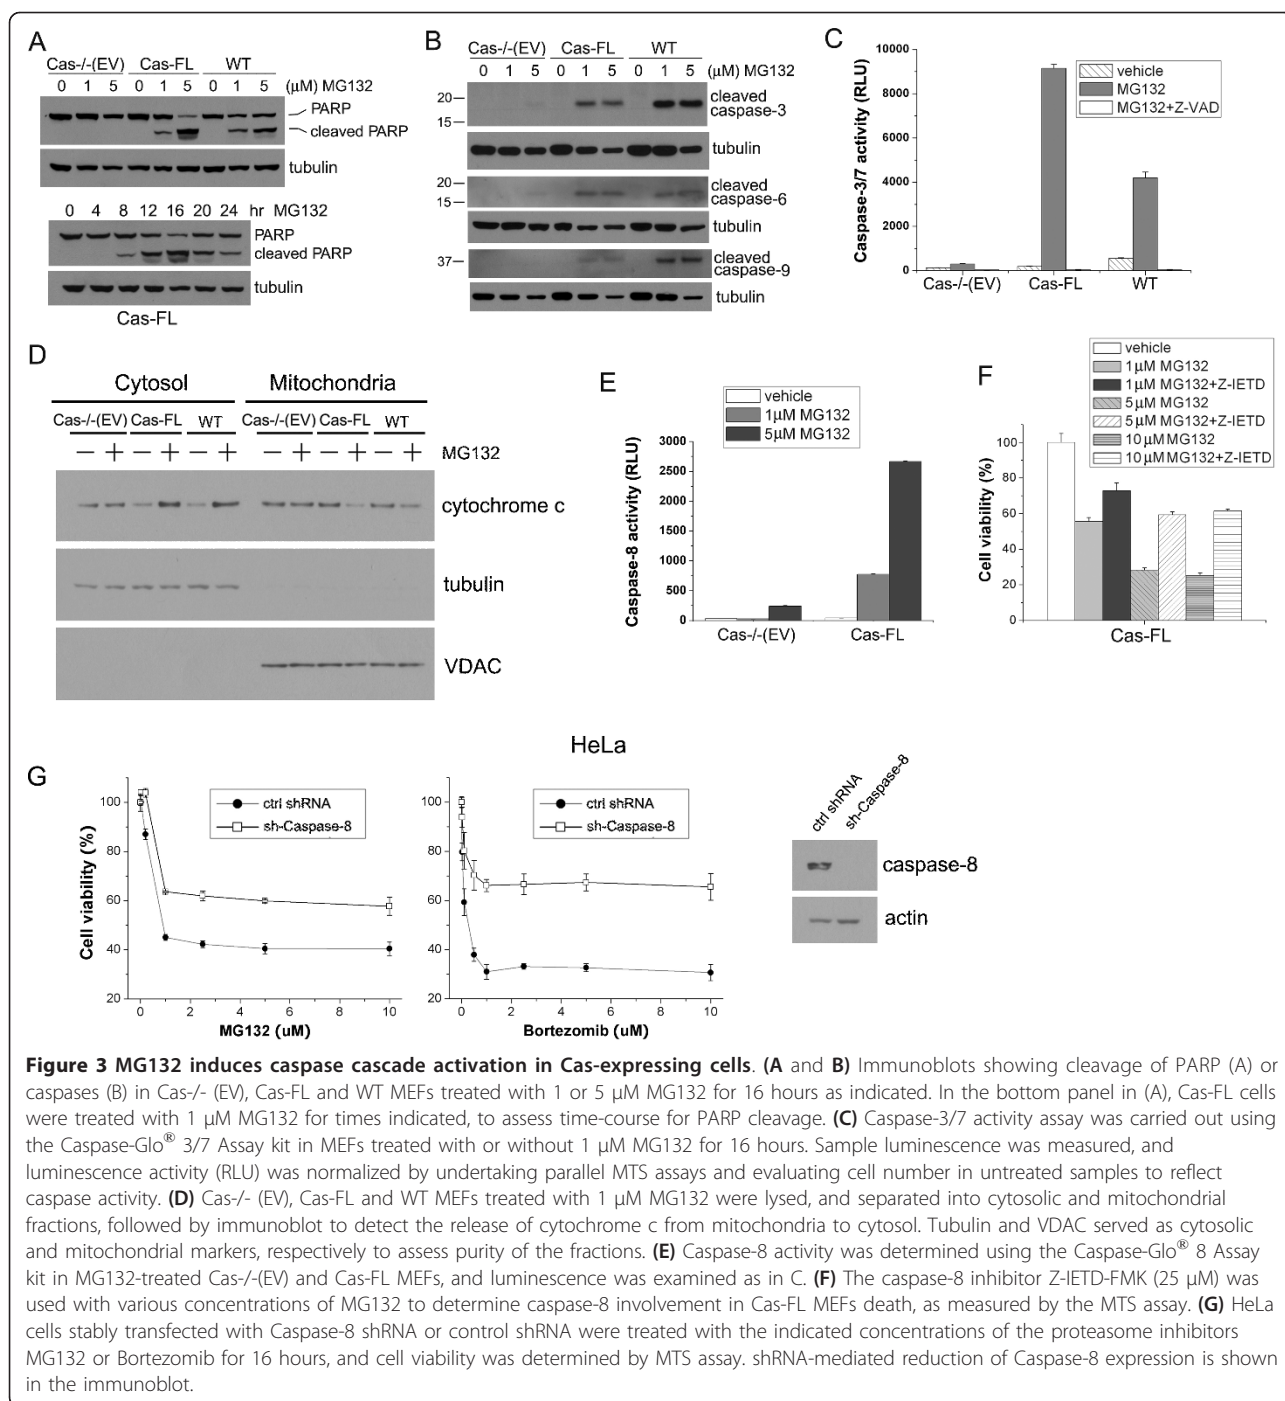 A
Cas-/-(EV) Cas-FL WT
0 1 5 0 1 5 0 1 5 (μM) MG132
PARP
cleaved PARP
tubulin
0 4 8 12 16 20 24 hr MG132
PARP
cleaved PARP
tubulin
Cas-FL
B
Cas-/-(EV) Cas-FL WT
0 1 5 0 1 5 0 1 5 (μM) MG132
20
15
cleaved
caspase-3
tubulin
20
15
cleaved
caspase-6
tubulin
37
cleaved
caspase-9
tubulin
C
Caspase-3/7 activity (RLU)
10000
8000
6000
4000
2000
0
vehicle
MG132
MG132+Z-VAD
Cas-/-(EV) Cas-FL WT
D
Cytosol Mitochondria
Cas-/-(EV) Cas-FL WT Cas-/-(EV) Cas-FL WT
− + − + − + − + − + − + MG132
cytochrome c
tubulin
VDAC
E
vehicle
1μM MG132
5μM MG132
Caspase-8 activity (RLU)
3000
2500
2000
1500
1000
500
0
Cas-/-(EV) Cas-FL
F
vehicle
1μM MG132
1μM MG132+Z-IETD
5μM MG132
5μM MG132+Z-IETD
10μM MG132
10μM MG132+Z-IETD
Cell viability (%)
100
80
60
40
20
0
Cas-FL
G
HeLa
Cell viability (%)
100
80
60
40
20
ctrl shRNA
sh-Caspase-8
0 2 4 6 8 10
MG132 (uM)
Cell viability (%)
100
80
60
40
20
ctrl shRNA
sh-Caspase-8
0 2 4 6 8 10
Bortezomib (uM)
ctrl shRNA
sh-Caspase-8
caspase-8
actin
Figure 3 MG132 induces caspase cascade activation in Cas-expressing cells. (A and B) Immunoblots showing cleavage of PARP (A) or
caspases (B) in Cas-/- (EV), Cas-FL and WT MEFs treated with 1 or 5 μM MG132 for 16 hours as indicated. In the bottom panel in (A), Cas-FL cells
were treated with 1 μM MG132 for times indicated, to assess time-course for PARP cleavage. (C) Caspase-3/7 activity assay was carried out using
the Caspase-Glo® 3/7 Assay kit in MEFs treated with or without 1 μM MG132 for 16 hours. Sample luminescence was measured, and
luminescence activity (RLU) was normalized by undertaking parallel MTS assays and evaluating cell number in untreated samples to reflect
caspase activity. (D) Cas-/- (EV), Cas-FL and WT MEFs treated with 1 μM MG132 were lysed, and separated into cytosolic and mitochondrial
fractions, followed by immunoblot to detect the release of cytochrome c from mitochondria to cytosol. Tubulin and VDAC served as cytosolic
and mitochondrial markers, respectively to assess purity of the fractions. (E) Caspase-8 activity was determined using the Caspase-Glo® 8 Assay
kit in MG132-treated Cas-/-(EV) and Cas-FL MEFs, and luminescence was examined as in C. (F) The caspase-8 inhibitor Z-IETD-FMK (25 μM) was
used with various concentrations of MG132 to determine caspase-8 involvement in Cas-FL MEFs death, as measured by the MTS assay. (G) HeLa
cells stably transfected with Caspase-8 shRNA or control shRNA were treated with the indicated concentrations of the proteasome inhibitors
MG132 or Bortezomib for 16 hours, and cell viability was determined by MTS assay. shRNA-mediated reduction of Caspase-8 expression is shown
in the immunoblot.